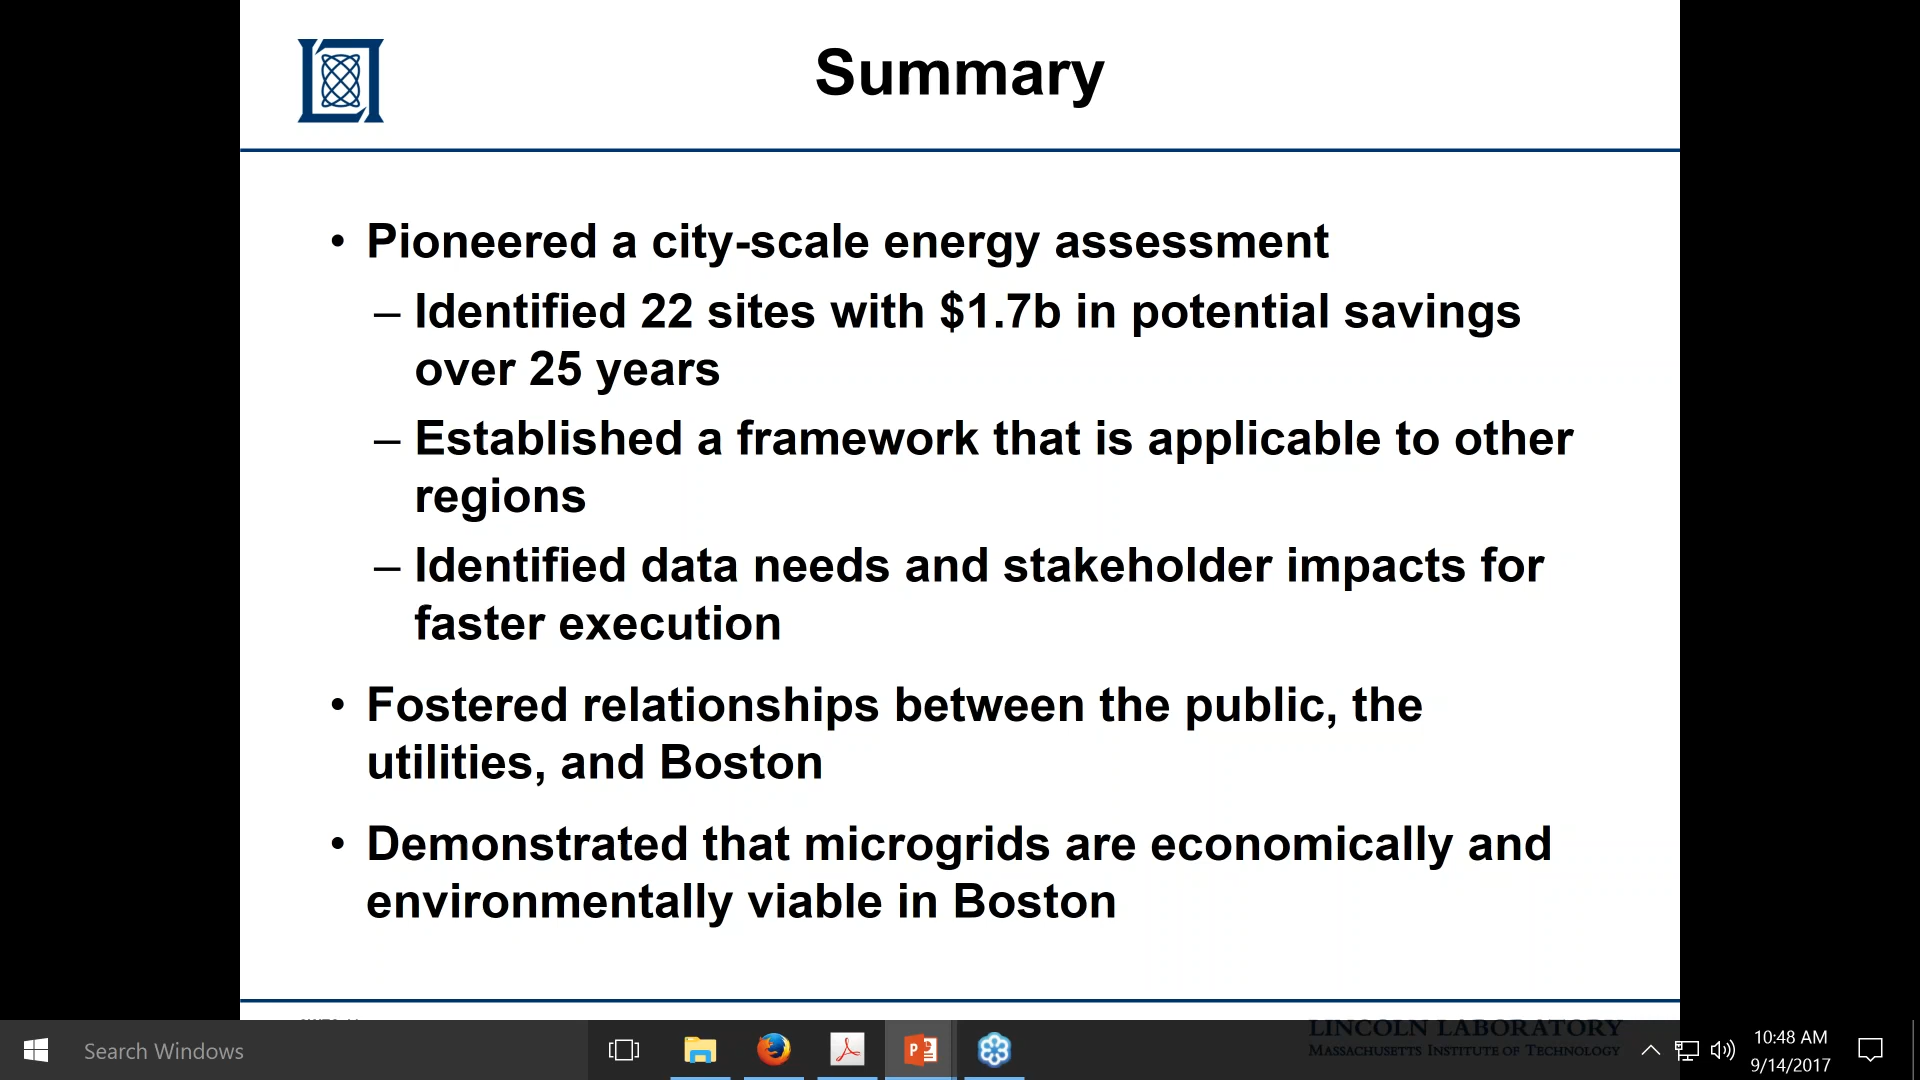 Summary
• Pioneered a city-scale energy assessment
– Identified 22 sites with $1.7b in potential savings
over 25 years
– Established a framework that is applicable to other
regions
– Identified data needs and stakeholder impacts for
faster execution
• Fostered relationships between the public, the
utilities, and Boston
• Demonstrated that microgrids are economically and
environmentally viable in Boston
LINCOLN LABORATORY
MASSACHUSETTS INSTITUTE OF TECHNOLOGY
Search Windows
10:48 AM
9/14/2017